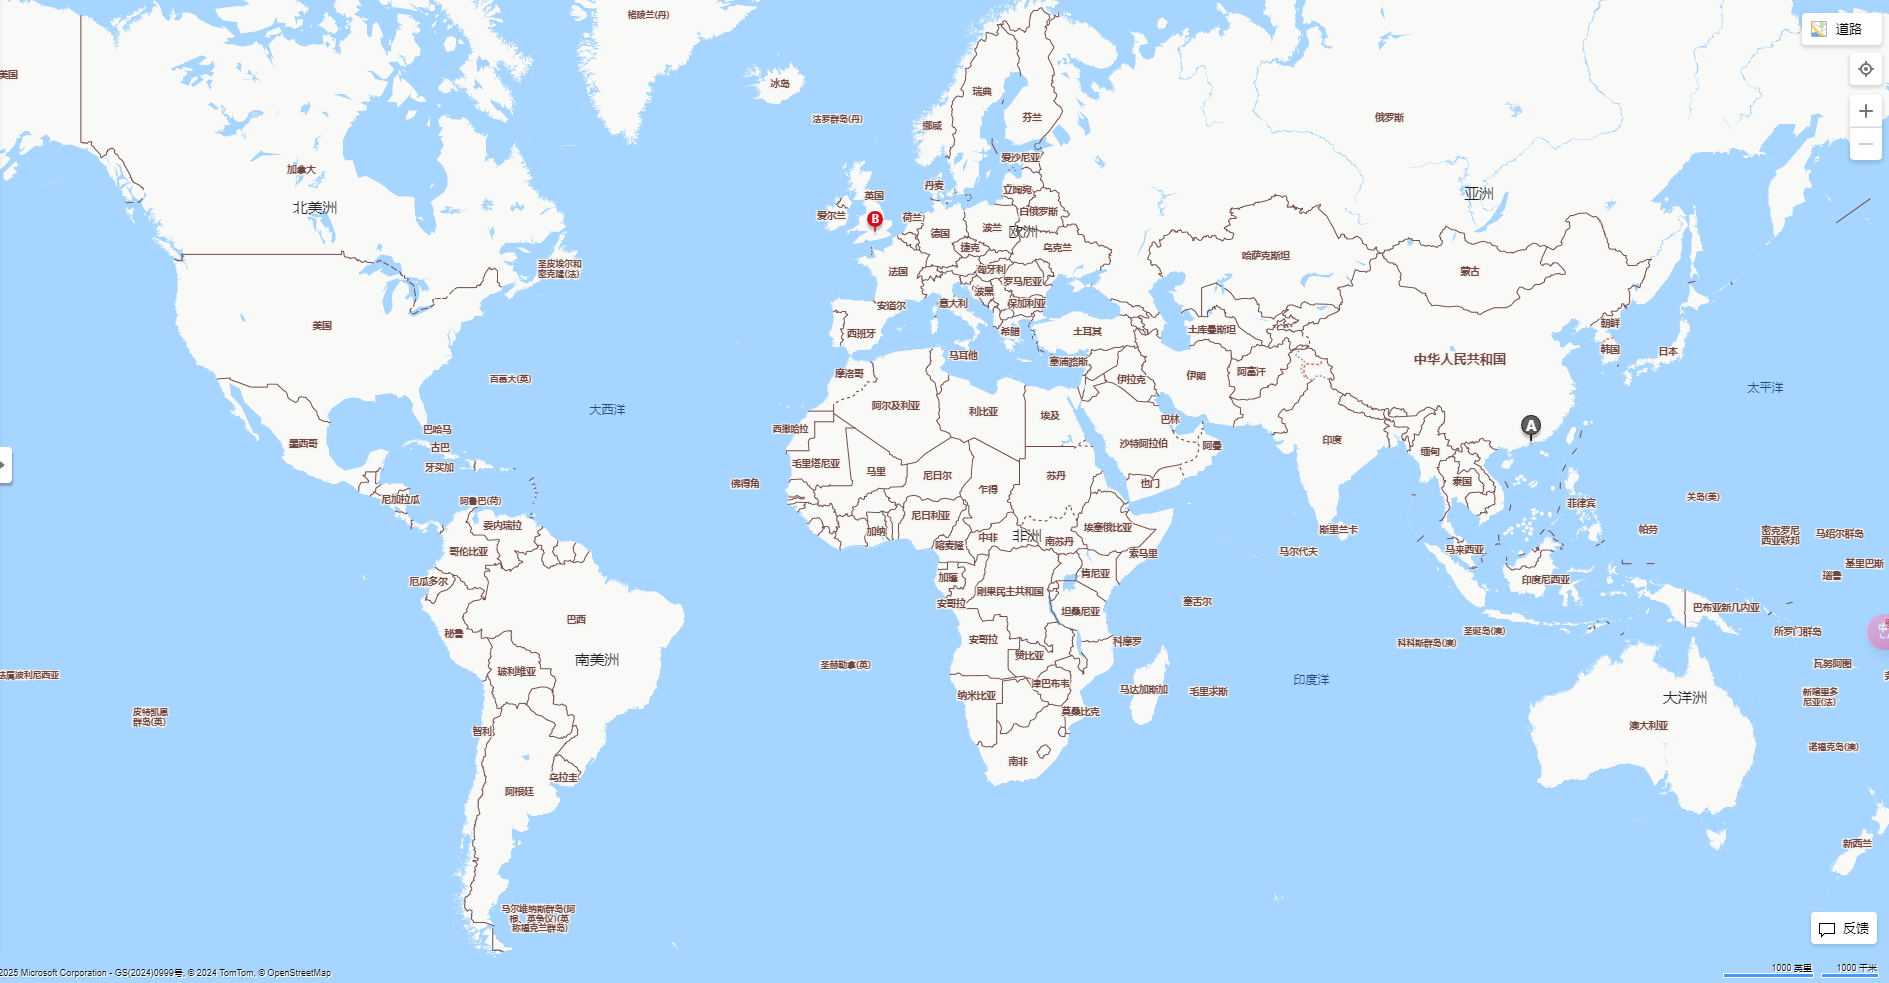 格陵兰(丹)
道路
美国
冰岛
瑞典
法罗群岛(丹)
挪威
芬兰
俄罗斯
爱沙尼亚
加拿大
丹麦
立陶宛
英国
亚洲
北美洲
爱尔兰
B
荷兰
白俄罗斯
德国
波兰
欧洲
捷克
乌克兰
哈萨克斯坦
圣皮埃尔和
密克隆(法)
法国
匈牙利
罗马尼亚
蒙古
波黑
安道尔
意大利
保加利亚
美国
西班牙
希腊
土耳其
土库曼斯坦
朝鲜
韩国
日本
马耳他
塞浦路斯
中华人民共和国
摩洛哥
伊拉克
伊朗
阿富汗
百慕大(英)
太平洋
大西洋
阿尔及利亚
利比亚
埃及
巴林
巴哈马
西撒哈拉
A
墨西哥
古巴
沙特阿拉伯
阿曼
印度
缅甸
牙买加
毛里塔尼亚
马里
尼日尔
苏丹
也门
泰国
佛得角
乍得
尼加拉瓜
阿鲁巴(荷)
关岛(美)
菲律宾
委内瑞拉
尼日利亚
加纳
埃塞俄比亚
斯里兰卡
帕劳
密克罗尼
西亚联邦
马绍尔群岛
哥伦比亚
喀麦隆
中非
非洲
南苏丹
索马里
马尔代夫
马来西亚
基里巴斯
厄瓜多尔
加蓬
肯尼亚
印度尼西亚
瑙鲁
刚果民主共和国
安哥拉
坦桑尼亚
塞舌尔
巴布亚新几内亚
巴西
秘鲁
安哥拉
科摩罗
科科斯群岛(澳)
圣诞岛(澳)
所罗门群岛
南美洲
圣赫勒拿(英)
赞比亚
瓦努阿图
法属波利尼西亚
玻利维亚
津巴布韦
印度洋
纳米比亚
马达加斯加
毛里求斯
大洋洲
新喀里多
尼亚(法)
皮特凯恩
群岛(英)
莫桑比克
澳大利亚
智利
诺福克岛(澳)
南非
乌拉圭
阿根廷
新西兰
马尔维纳斯群岛(阿
根、英争议)(英
称福克兰群岛)
反馈
2025 Microsoft Corporation - GS(2024)0999号, © 2024 TomTom, © OpenStreetMap
1000 英里
1000 千米